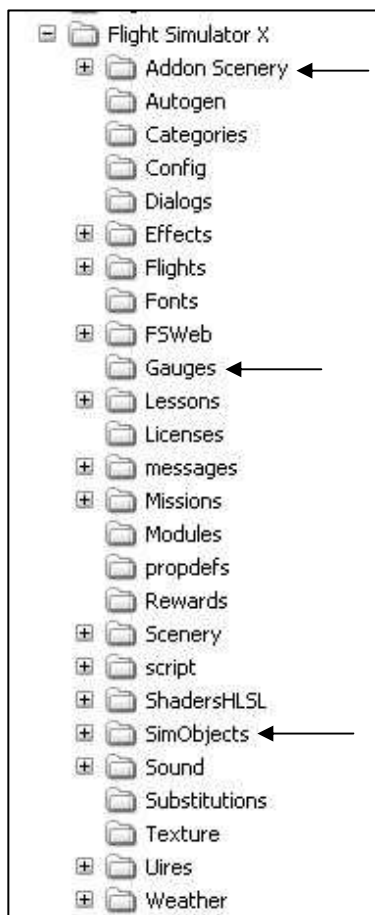 Flight Simulator X
Addon Scenery
Autogen
Categories
Config
Dialogs
Effects
Flights
Fonts
FSWeb
Gauges
Lessons
Licenses
messages
Missions
Modules
propdefs
Rewards
Scenery
script
ShadersHLSL
SimObjects
Sound
Substitutions
Texture
Uires
Weather